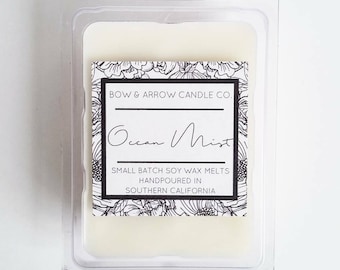 BOW & ARROW CANDLE CO.
Ocean Mist
SMALL BATCH SOY WAX MELTS
HANDPOURED IN
SOUTHERN CALIFORNIA